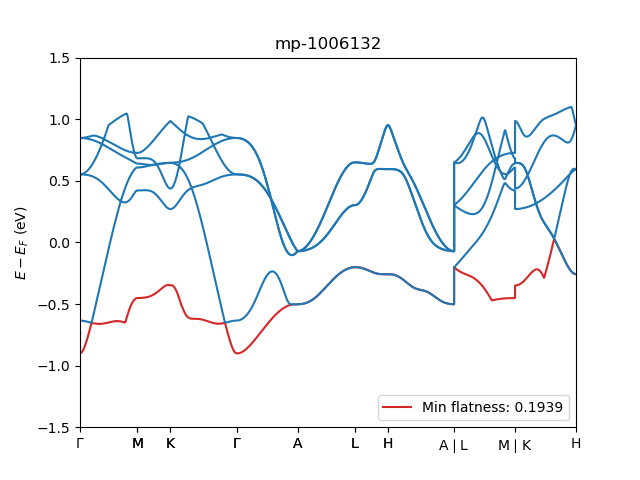 mp-1006132
E − E_F (eV)
1.5
1.0
0.5
0.0
−0.5
−1.0
−1.5
Min flatness: 0.1939
Γ M K Γ A L H A | L M | K H